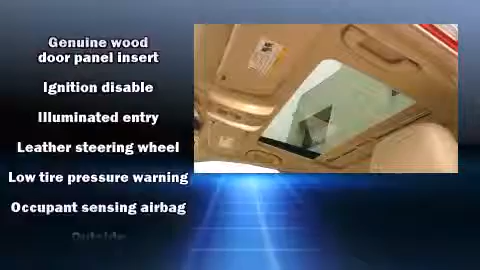 Genuine wood
door panel insert
Ignition disable
Illuminated entry
Leather steering wheel
Low tire pressure warning
Occupant sensing airbag
Outside